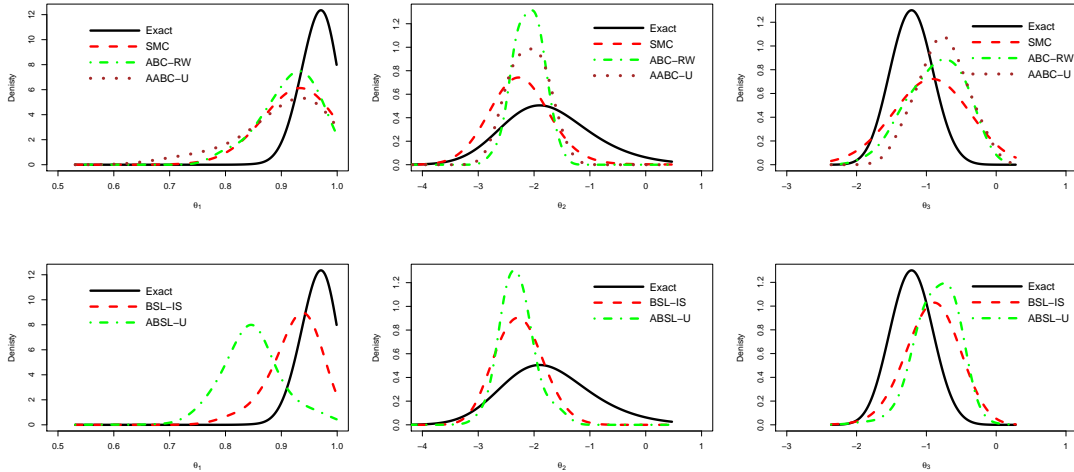 Denisty
0 2 4 6 8 10 12
Exact
SMC
ABC−RW
AABC−U
0.5 0.6 0.7 0.8 0.9 1.0
θ1
Denisty
0.0 0.2 0.4 0.6 0.8 1.0 1.2
Exact
SMC
ABC−RW
AABC−U
−4 −3 −2 −1 0 1
θ2
Denisty
0.0 0.2 0.4 0.6 0.8 1.0 1.2
Exact
SMC
ABC−RW
AABC−U
−3 −2 −1 0 1
θ3
Denisty
0 2 4 6 8 10 12
Exact
BSL−IS
ABSL−U
0.5 0.6 0.7 0.8 0.9 1.0
θ1
Denisty
0.0 0.2 0.4 0.6 0.8 1.0 1.2
Exact
BSL−IS
ABSL−U
−4 −3 −2 −1 0 1
θ2
Denisty
0.0 0.2 0.4 0.6 0.8 1.0 1.2
Exact
BSL−IS
ABSL−U
−3 −2 −1 0 1
θ3